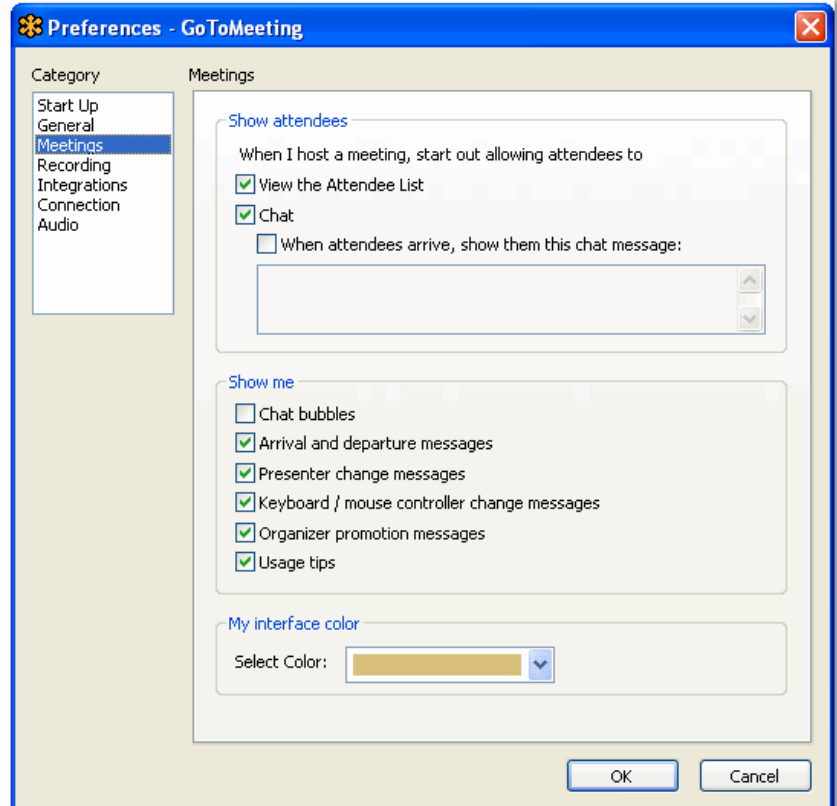 Preferences - GoToMeeting
Category
Start Up
General
Meetings
Recording
Integrations
Connection
Audio
Meetings
Show attendees
When I host a meeting, start out allowing attendees to
View the Attendee List
Chat
When attendees arrive, show them this chat message:
Show me
Chat bubbles
Arrival and departure messages
Presenter change messages
Keyboard / mouse controller change messages
Organizer promotion messages
Usage tips
My interface color
Select Color:
OK
Cancel